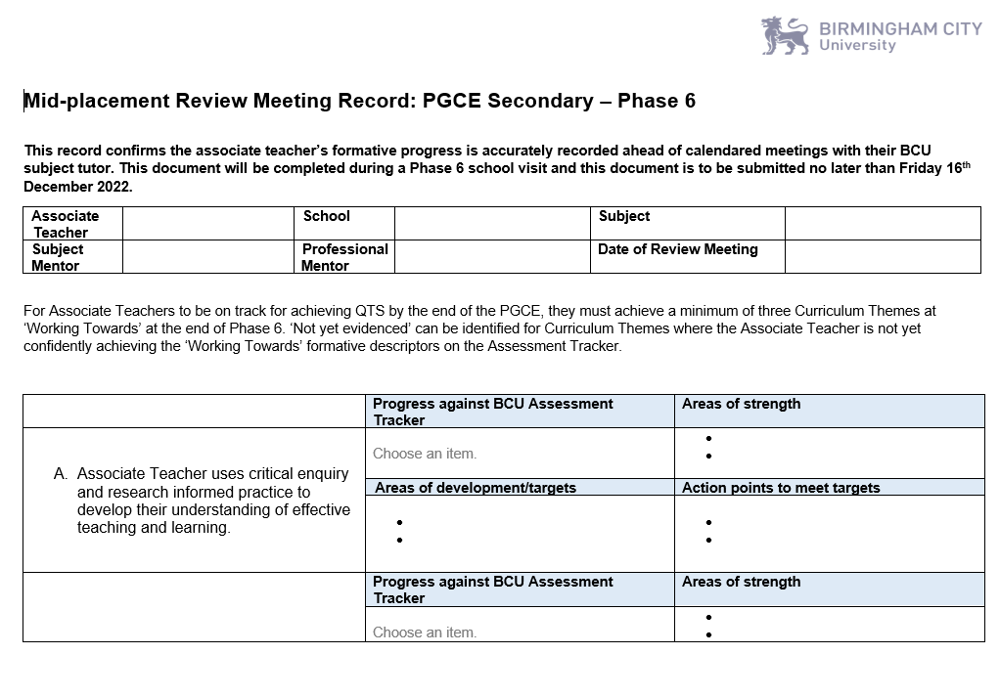 BIRMINGHAM CITY
University
Mid-placement Review Meeting Record: PGCE Secondary – Phase 6
This record confirms the associate teacher’s formative progress is accurately recorded ahead of calendared meetings with their BCU
subject tutor. This document will be completed during a Phase 6 school visit and this document is to be submitted no later than Friday 16th
December 2022.
Associate
Teacher
School
Subject
Subject
Mentor
Professional
Mentor
Date of Review Meeting
For Associate Teachers to be on track for achieving QTS by the end of the PGCE, they must achieve a minimum of three Curriculum Themes at
‘Working Towards’ at the end of Phase 6. ‘Not yet evidenced’ can be identified for Curriculum Themes where the Associate Teacher is not yet
confidently achieving the ‘Working Towards’ formative descriptors on the Assessment Tracker.
Progress against BCU Assessment
Tracker
Areas of strength
A. Associate Teacher uses critical enquiry
and research informed practice to
develop their understanding of effective
teaching and learning.
Choose an item.
Areas of development/targets
Action points to meet targets
Progress against BCU Assessment
Tracker
Areas of strength
Choose an item.